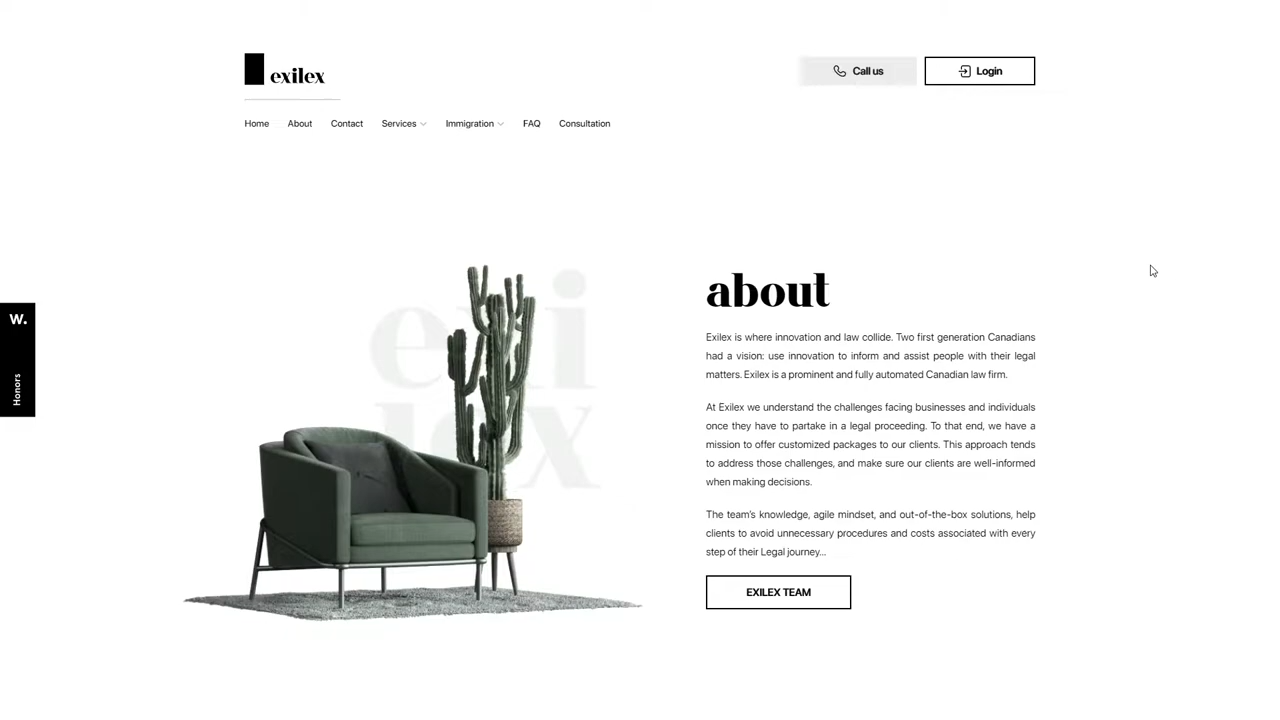 exilex
Call us
Login
Home About Contact Services Immigration FAQ Consultation
W.
Honors
exi
lex
about
Exilex is where innovation and law collide. Two first generation Canadians
had a vision: use innovation to inform and assist people with their legal
matters. Exilex is a prominent and fully automated Canadian law firm.
At Exilex we understand the challenges facing businesses and individuals
once they have to partake in a legal proceeding. To that end, we have a
mission to offer customized packages to our clients. This approach tends
to address those challenges, and make sure our clients are well-informed
when making decisions.
The team's knowledge, agile mindset, and out-of-the-box solutions, help
clients to avoid unnecessary procedures and costs associated with every
step of their Legal journey...
EXILEX TEAM